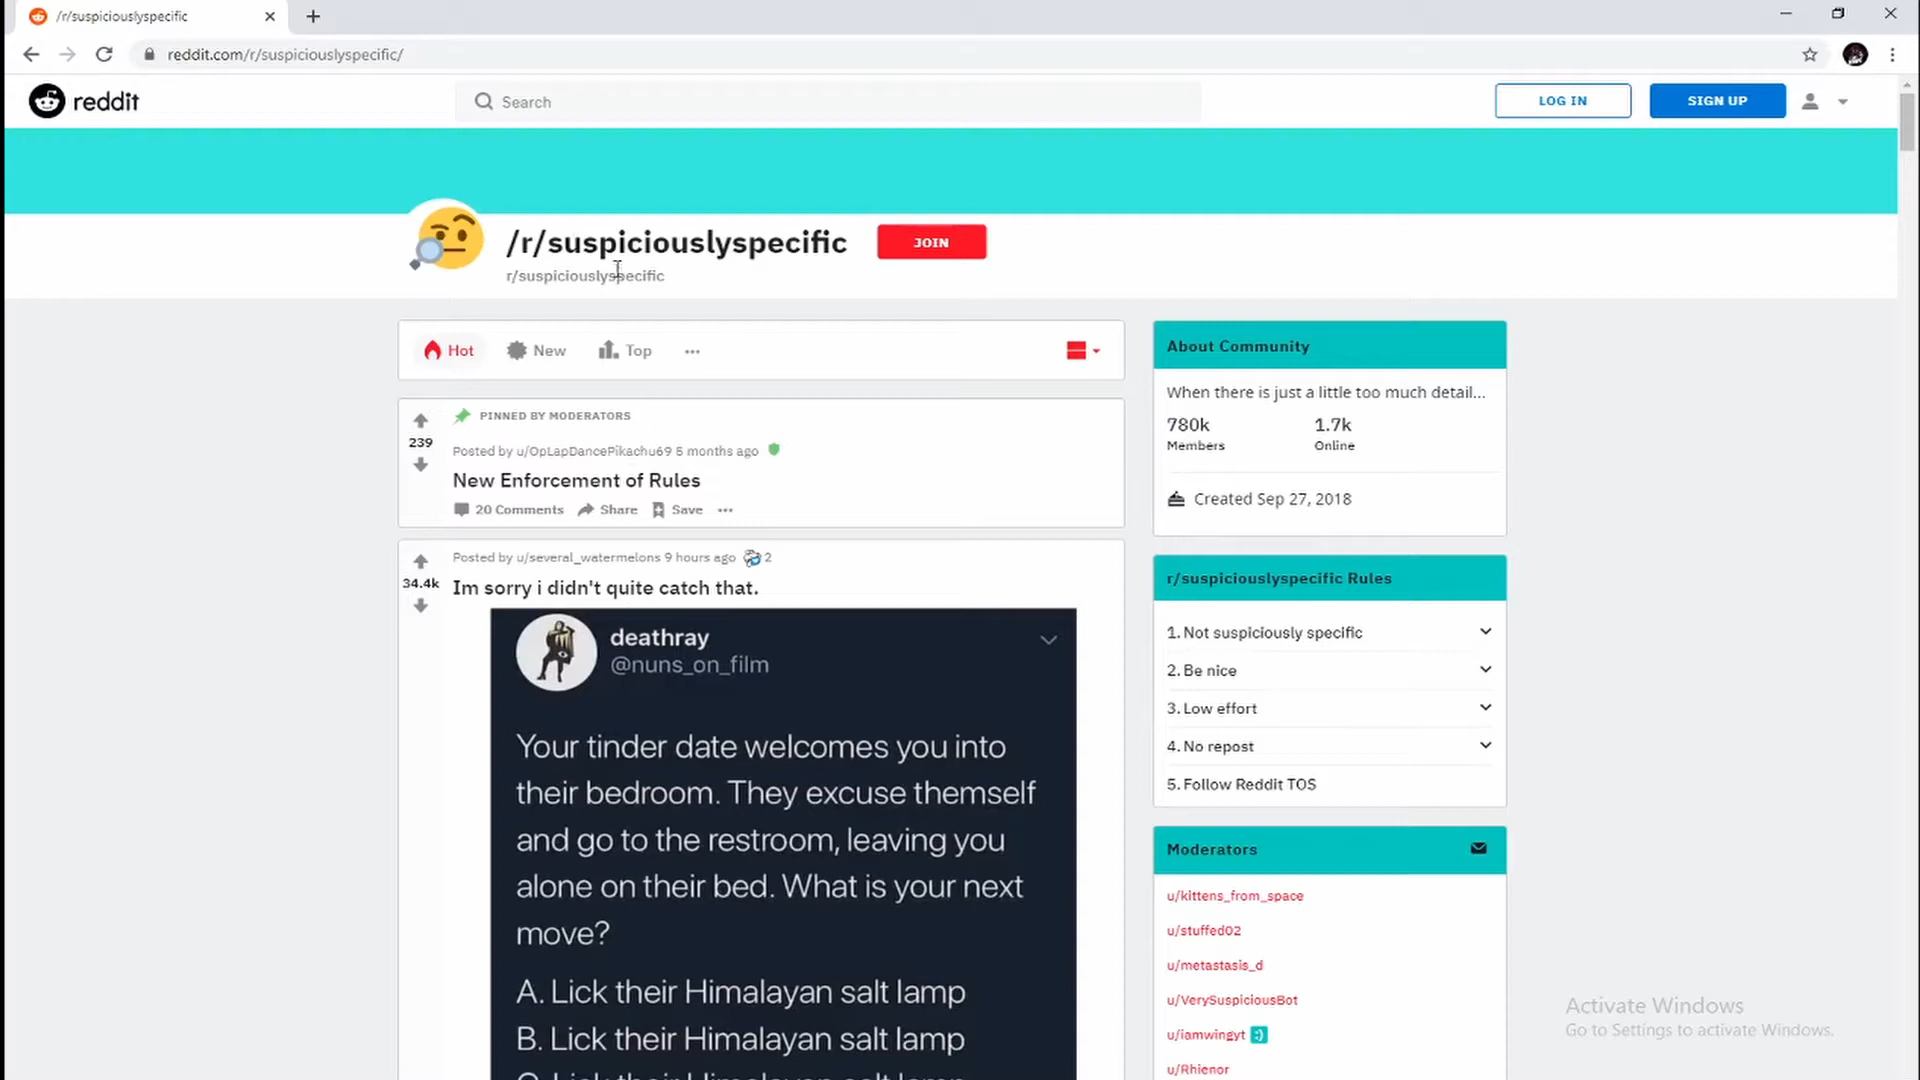 /r/suspiciouslyspecific
reddit.com/r/suspiciouslyspecific/
reddit
Search
LOG IN
SIGN UP
/r/suspiciouslyspecific
JOIN
r/suspiciouslyspecific
Hot
New
Top
PINNED BY MODERATORS
239
Posted by u/OpLapDancePikachu69 5 months ago
New Enforcement of Rules
20 Comments
Share
Save
Posted by u/several_watermelons 9 hours ago
2
34.4k
Im sorry i didn't quite catch that.
deathray
@nuns_on_film
Your tinder date welcomes you into
their bedroom. They excuse themself
and go to the restroom, leaving you
alone on their bed. What is your next
move?
A. Lick their Himalayan salt lamp
B. Lick their Himalayan salt lamp
C. Lick their Himalayan salt lamp
About Community
When there is just a little too much detail...
780k
1.7k
Members
Online
Created Sep 27, 2018
r/suspiciouslyspecific Rules
1. Not suspiciously specific
2. Be nice
3. Low effort
4. No repost
5. Follow Reddit TOS
Moderators
u/kittens_from_space
u/stuffed02
u/metastasis_d
u/VerySuspiciousBot
u/iamwingyt :)
u/Rhienor
Activate Windows
Go to Settings to activate Windows.